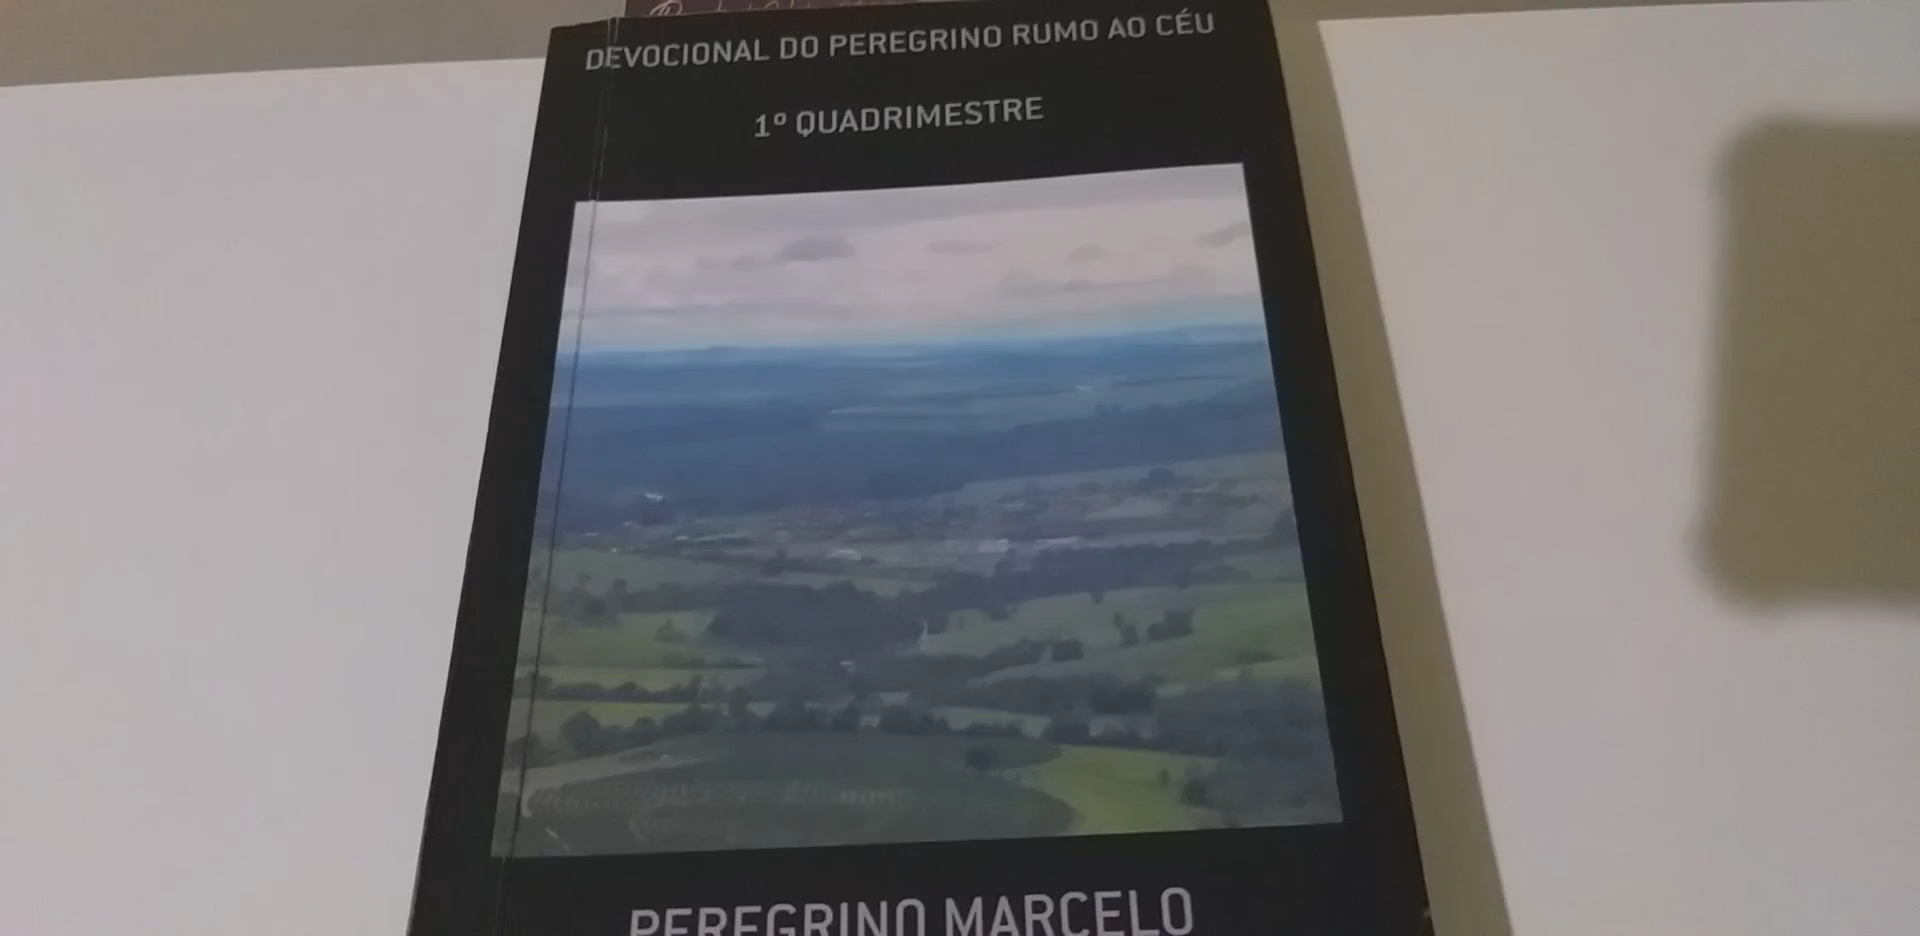 DEVOCIONAL DO PEREGRINO RUMO AO CÉU
1º QUADRIMESTRE
PEREGRINO MARCELO